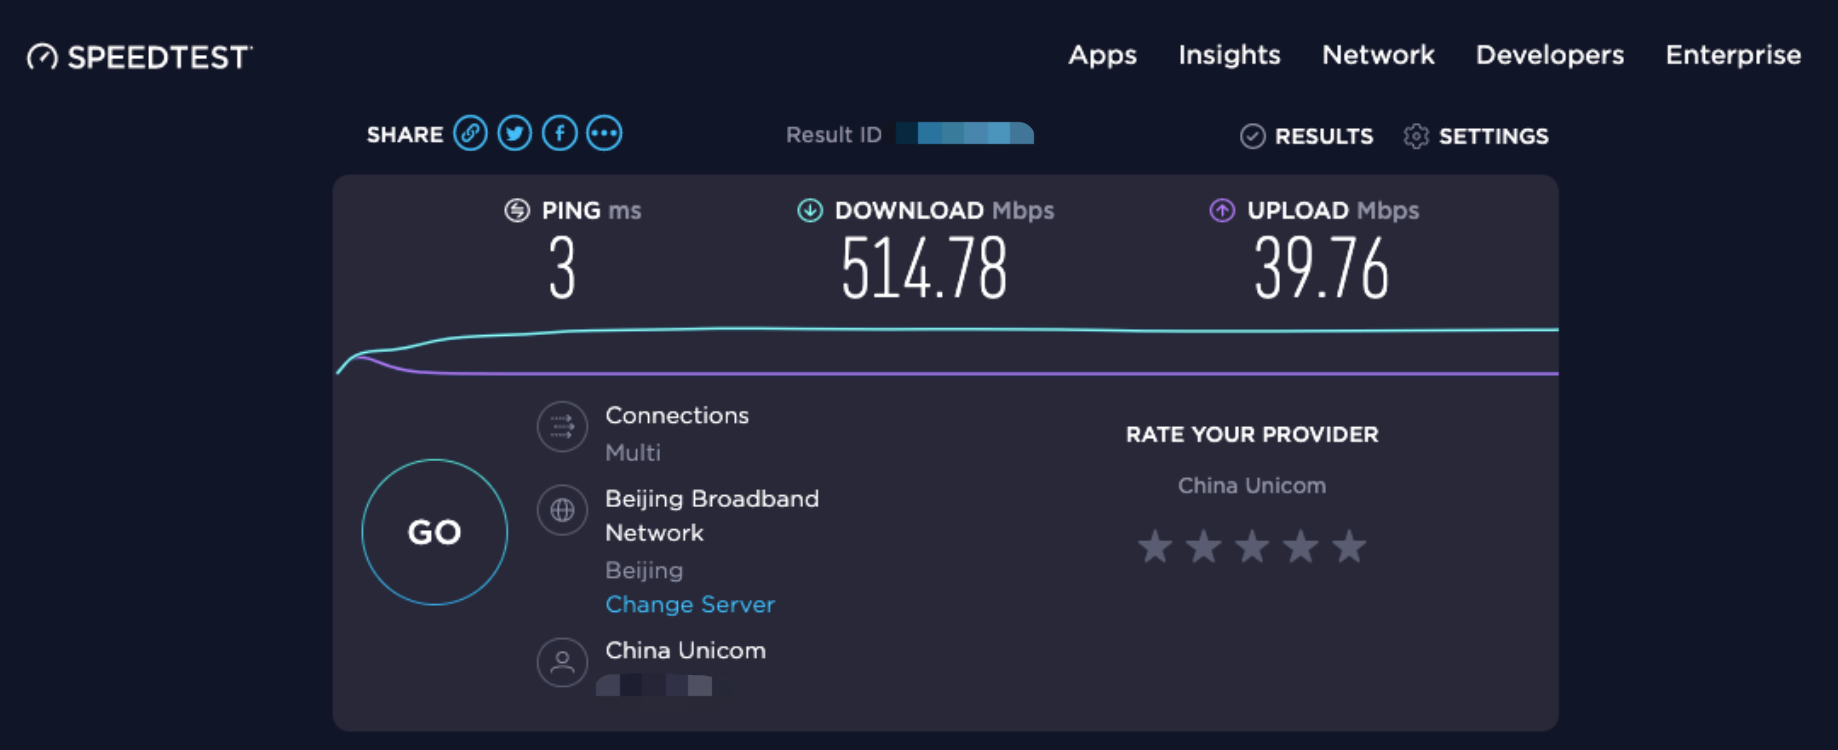 SPEEDTEST
Apps Insights Network Developers Enterprise
SHARE
Result ID
RESULTS SETTINGS
PING ms
3
DOWNLOAD Mbps
514.78
UPLOAD Mbps
39.76
GO
Connections
Multi
Beijing Broadband
Network
Beijing
Change Server
China Unicom
RATE YOUR PROVIDER
China Unicom